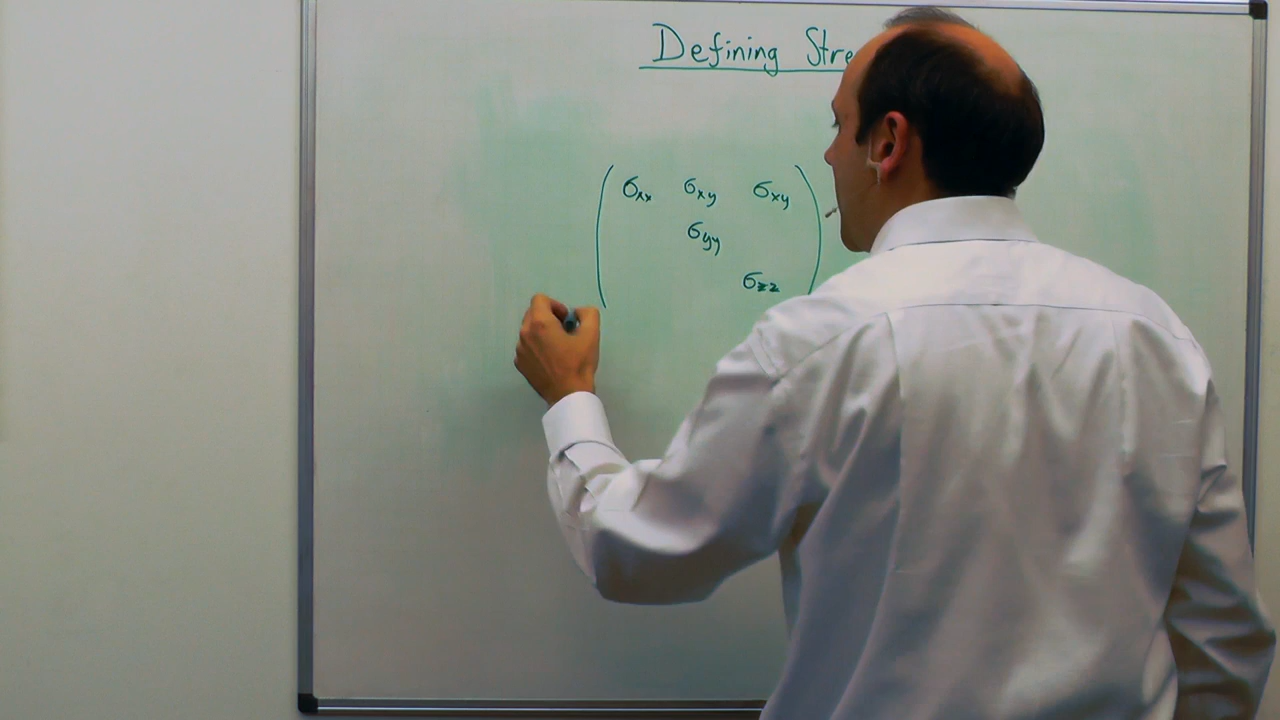 Defining Stre
σxx σxy σxy
σyy
σzz